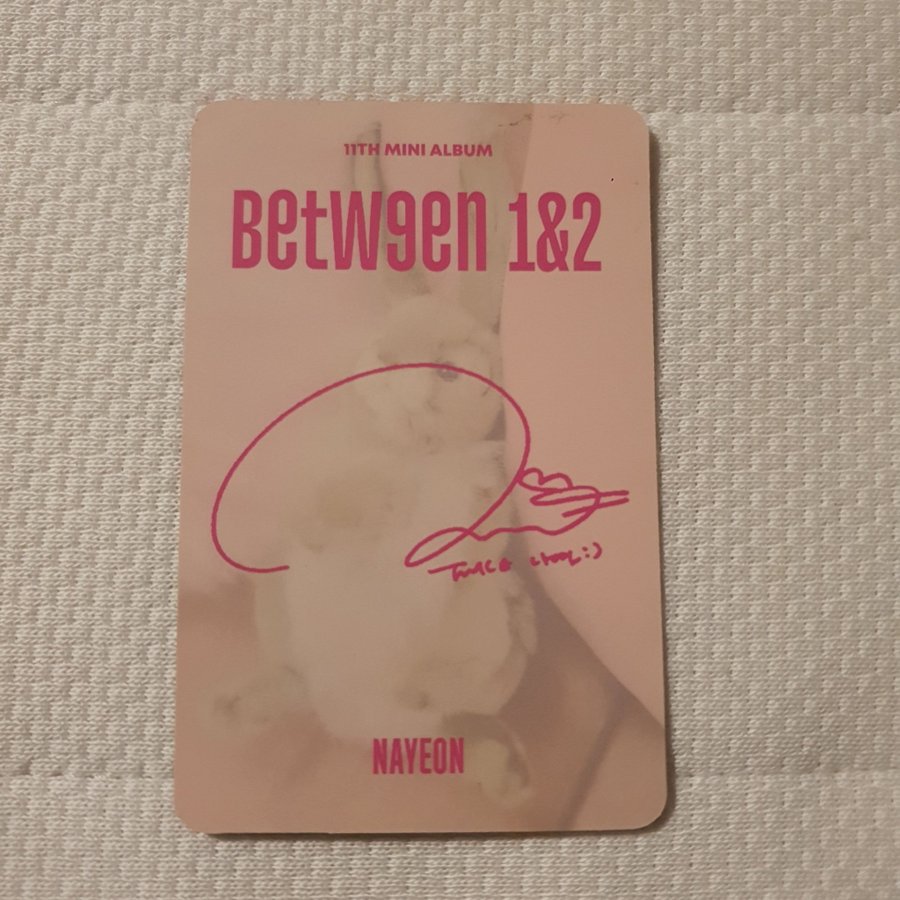 11TH MINI ALBUM
Betw9en 1&2
:)
NAYEON